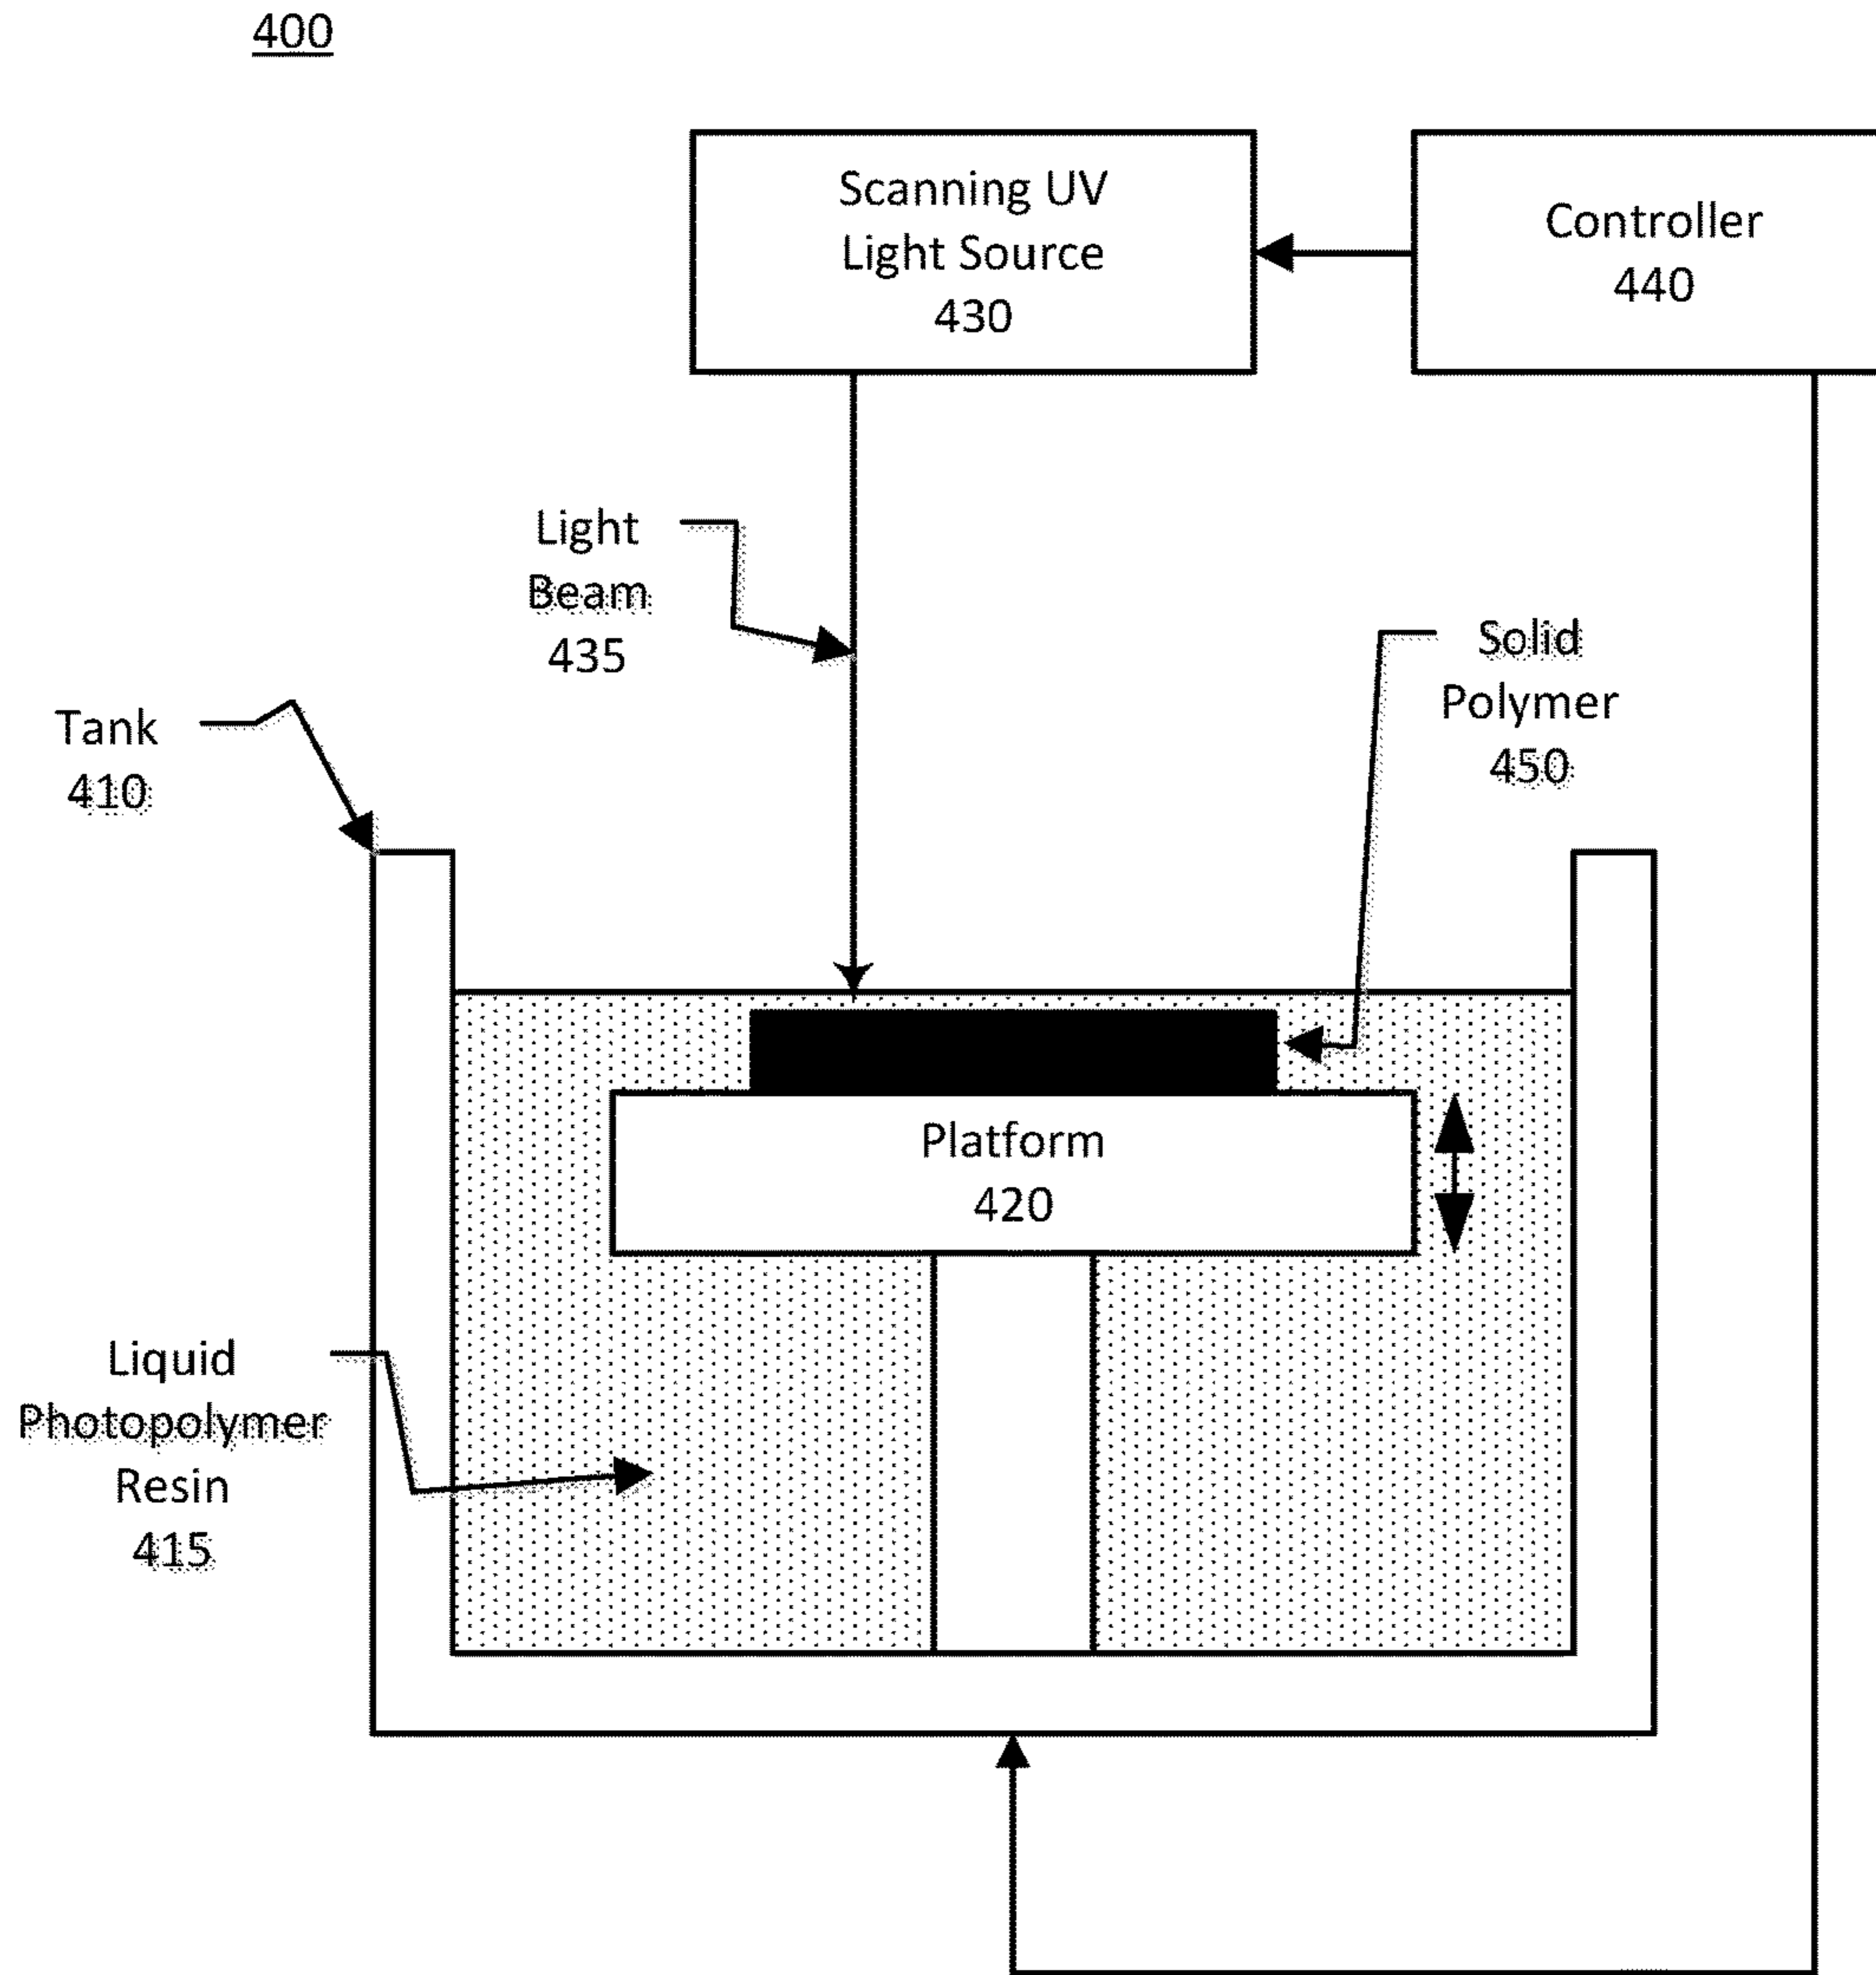 400
Scanning UV
Light Source
430
Controller
440
Light
Beam
435
Solid
Polymer
450
Tank
410
Platform
420
Liquid
Photopolymer
Resin
415